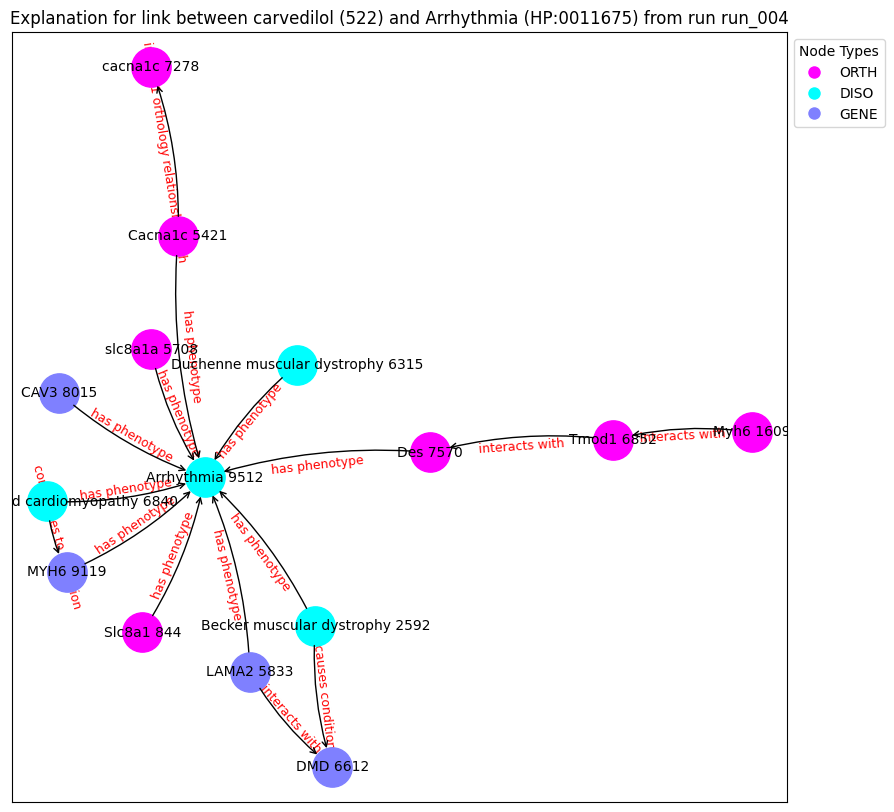 Explanation for link between carvedilol (522) and Arrhythmia (HP:0011675) from run run_004
Node Types
ORTH
DISO
GENE
cacna1c 7278
orthology
Cacna1c 5421
has phenotype
slc8a1a 5708
has phenotype
Duchenne muscular dystrophy 6315
has phenotype
CAV3 8015
has phenotype
Myh6 1609
interacts with
Tmod1 6852
interacts with
Des 7570
has phenotype
Arrhythmia 9512
d cardiomyopathy 6840
has phenotype
MYH6 9119
has phenotype
Slc8a1 844
has phenotype
LAMA2 5833
has phenotype
interacts with
Becker muscular dystrophy 2592
has phenotype
causes condition
DMD 6612